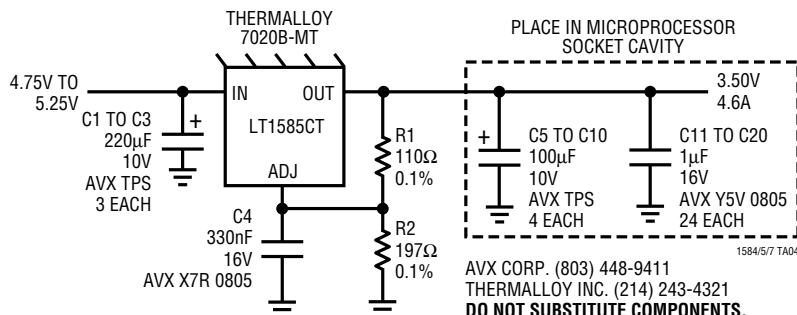 THERMALLOY
7020B-MT
PLACE IN MICROPROCESSOR
SOCKET CAVITY
4.75V TO
5.25V
IN
OUT
LT1585CT
ADJ
3.50V
4.6A
C1 TO C3
220µF
10V
AVX TPS
3 EACH
+
R1
110Ω
0.1%
+
C5 TO C10
100µF
10V
AVX TPS
4 EACH
C11 TO C20
1µF
16V
AVX Y5V 0805
24 EACH
C4
330nF
16V
AVX X7R 0805
R2
197Ω
0.1%
1584/5/7 TA04
AVX CORP. (803) 448-9411
THERMALLOY INC. (214) 243-4321
DO NOT SUBSTITUTE COMPONENTS.